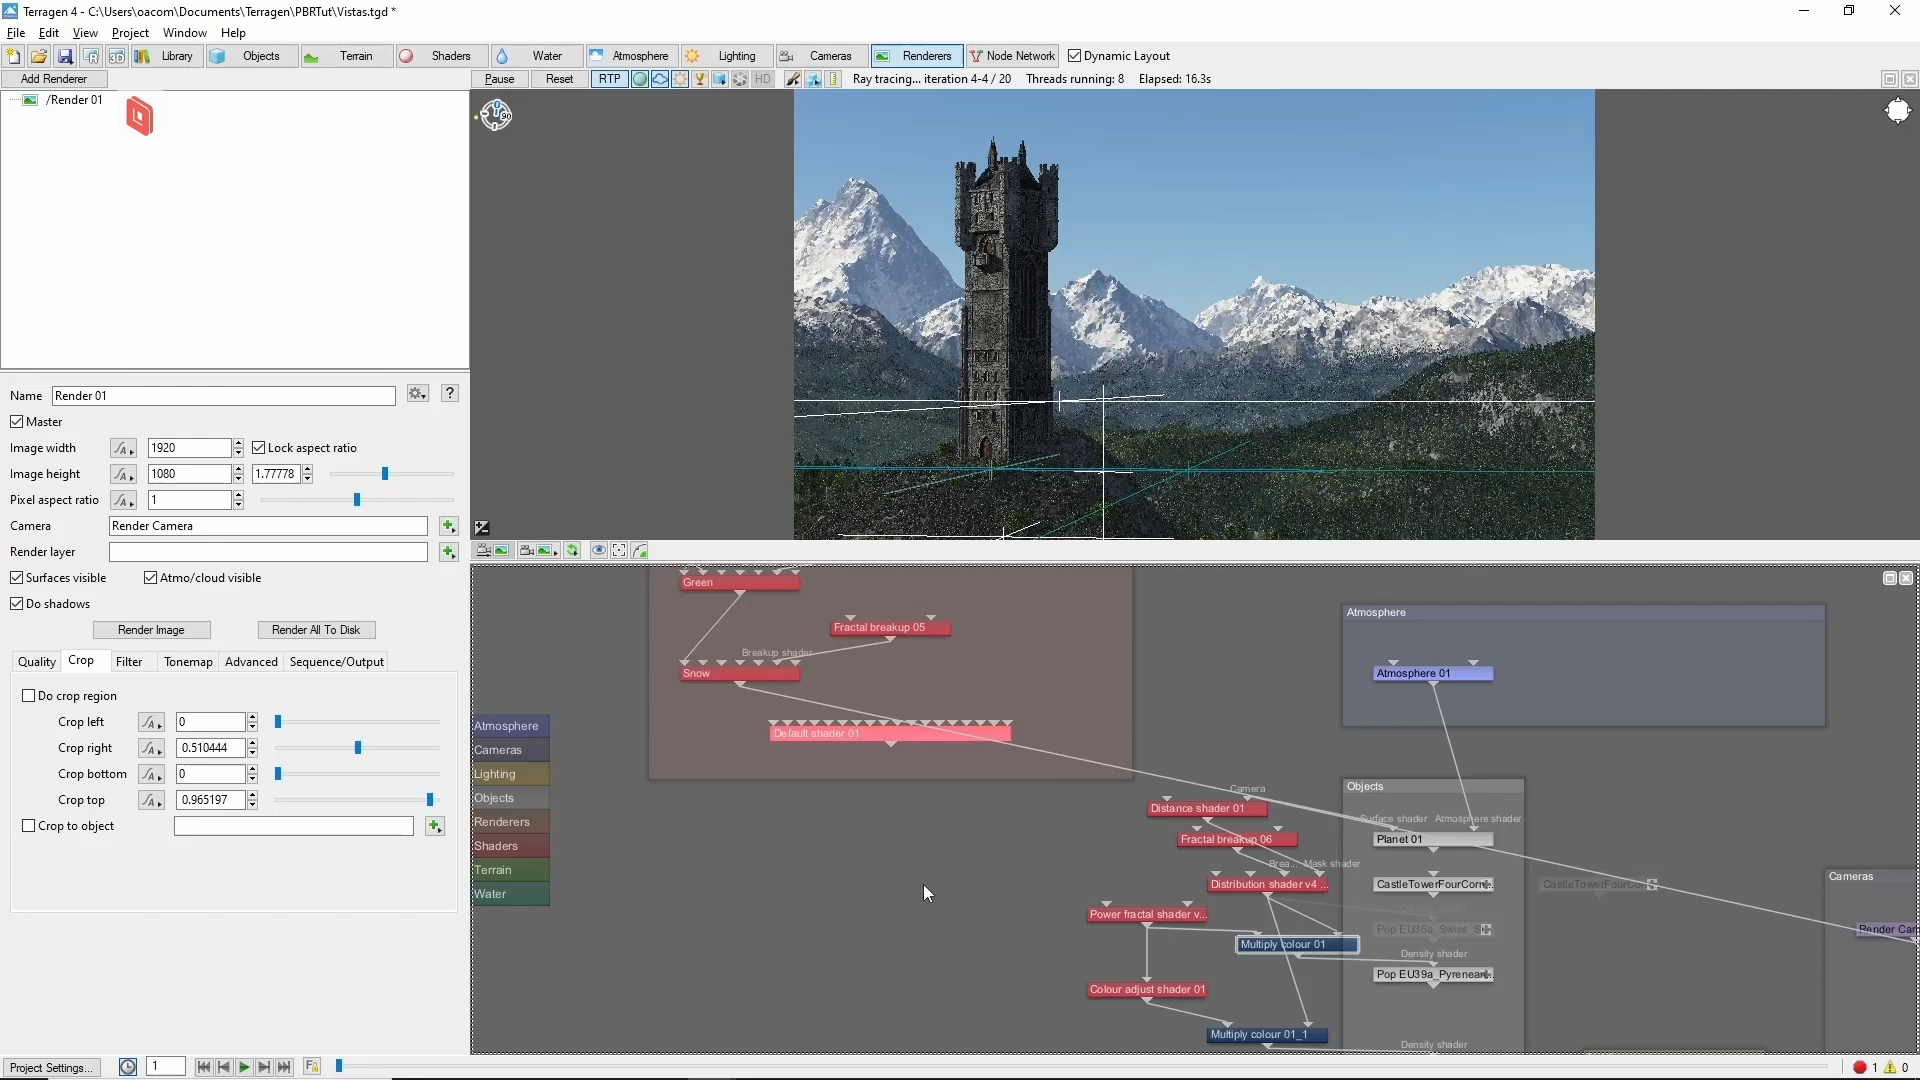 Terragen 4 - C:\Users\oacom\Documents\Terragen\PBRTut\Vistas.tgd *
File Edit View Project Window Help
Library Objects Terrain Shaders Water Atmosphere Lighting Cameras Renderers Node Network Dynamic Layout
Add Renderer
Pause Reset RTP HD Ray tracing... iteration 4-4 / 20 Threads running: 8 Elapsed: 16.3s
/Render 01
Name Render 01 ?
Master
Image width 1920 Lock aspect ratio
Image height 1080 1.77778
Pixel aspect ratio 1
Camera Render Camera
Render layer
Surfaces visible Atmo/cloud visible
Do shadows
Render Image Render All To Disk
Quality Crop Filter Tonemap Advanced Sequence/Output
Do crop region
Crop left 0
Crop right 0.510444
Crop bottom 0
Crop top 0.965197
Crop to object
Atmosphere
Cameras
Lighting
Objects
Renderers
Shaders
Terrain
Water
Green
Fractal breakup 05
Breakup shader
Snow
Default shader 01
Atmosphere
Atmosphere 01
Camera
Distance shader 01
Fractal breakup 06
Brea... Mask shader
Distribution shader v4 ...
Power fractal shader v...
Multiply colour 01
Colour adjust shader 01
Multiply colour 01_1
Objects
Surface shader Atmosphere shader
Planet 01
CastleTowerFourCorn...
Pop EU35a_Swiss_S
Density shader
Pop EU39a_Pyrenean...
Density shader
Cameras
Render Cam
Project Settings... 1
1 0